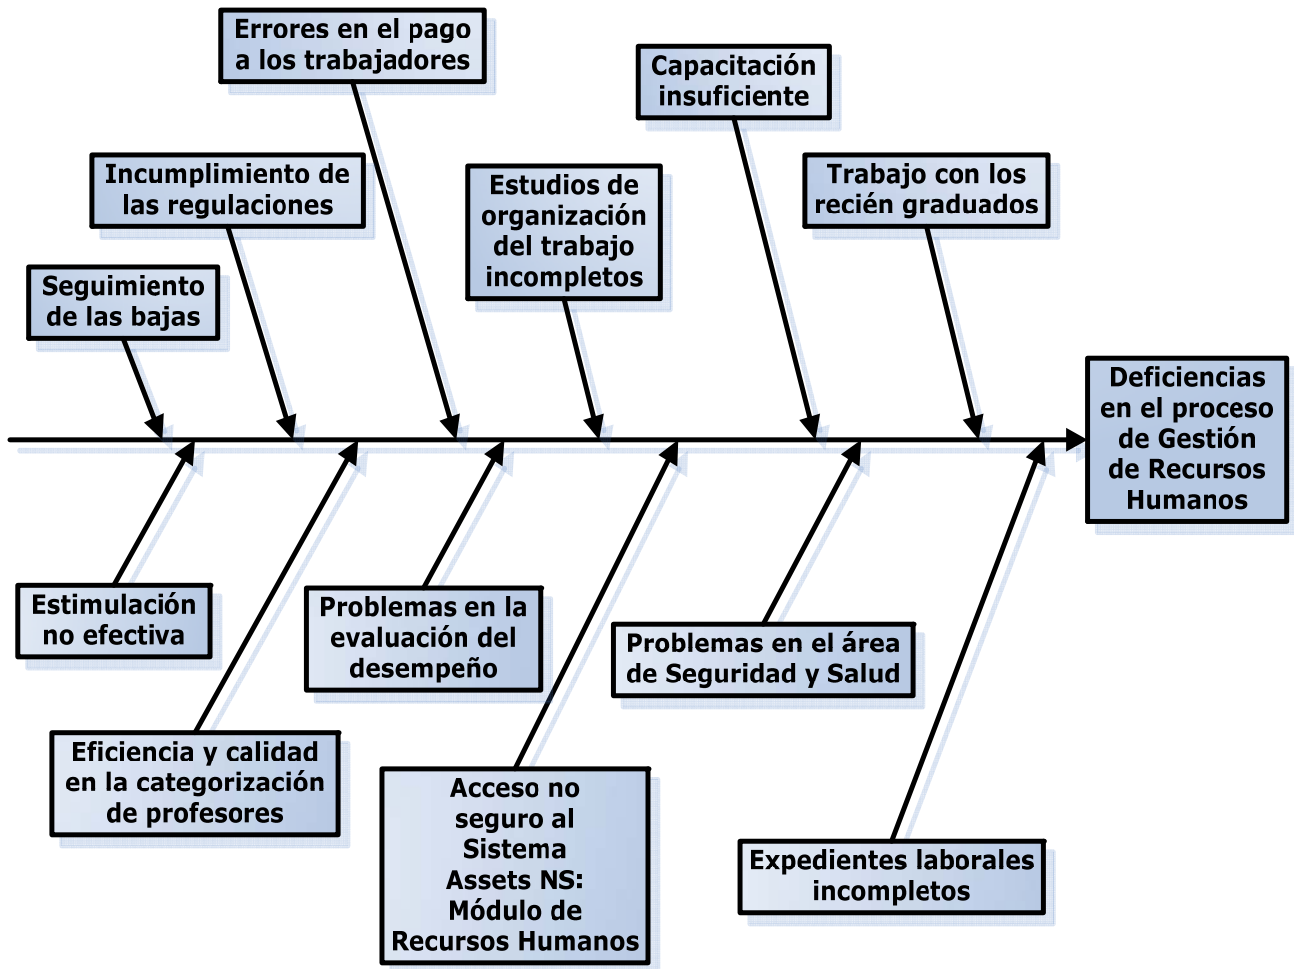 Errores en el pago
a los trabajadores
Capacitación
insuficiente
Incumplimiento de
las regulaciones
Estudios de
organización
del trabajo
incompletos
Trabajo con los
recién graduados
Seguimiento
de las bajas
Deficiencias
en el proceso
de Gestión
de Recursos
Humanos
Estimulación
no efectiva
Problemas en la
evaluación del
desempeño
Problemas en el área
de Seguridad y Salud
Eficiencia y calidad
en la categorización
de profesores
Acceso no
seguro al
Sistema
Assets NS:
Módulo de
Recursos Humanos
Expedientes laborales
incompletos